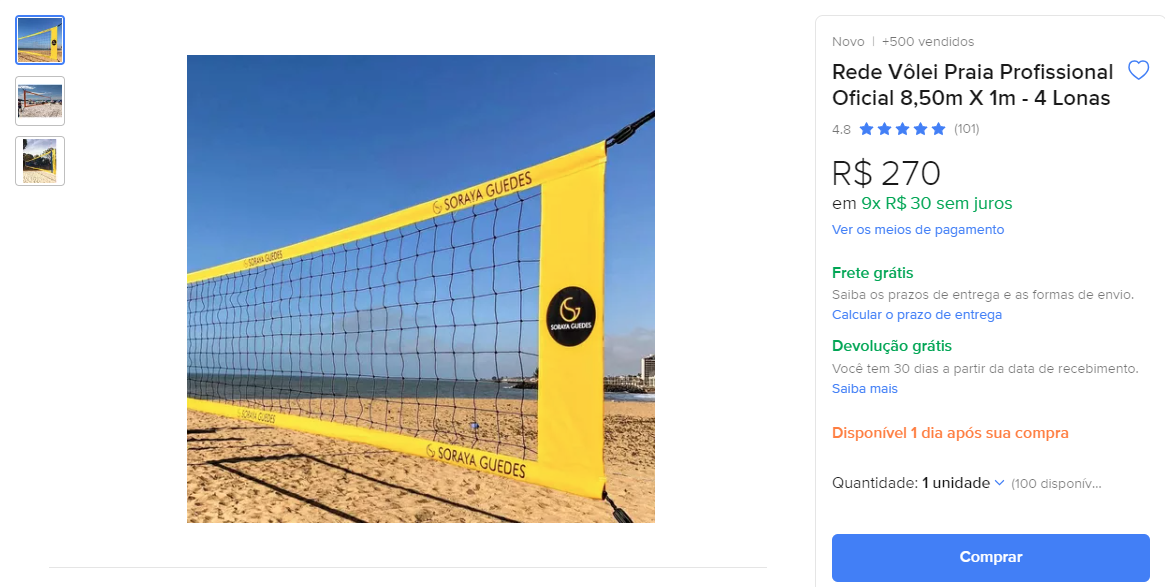 SORAYA GUEDES
SORAYA GUEDES
SORAYA GUEDES
SORAYA GUEDES
SORAYA GUEDES
Novo | +500 vendidos
Rede Vôlei Praia Profissional
Oficial 8,50m X 1m - 4 Lonas
4.8 (101)
R$ 270
em 9x R$ 30 sem juros
Ver os meios de pagamento
Frete grátis
Saiba os prazos de entrega e as formas de envio.
Calcular o prazo de entrega
Devolução grátis
Você tem 30 dias a partir da data de recebimento.
Saiba mais
Disponível 1 dia após sua compra
Quantidade: 1 unidade (100 disponív...
Comprar